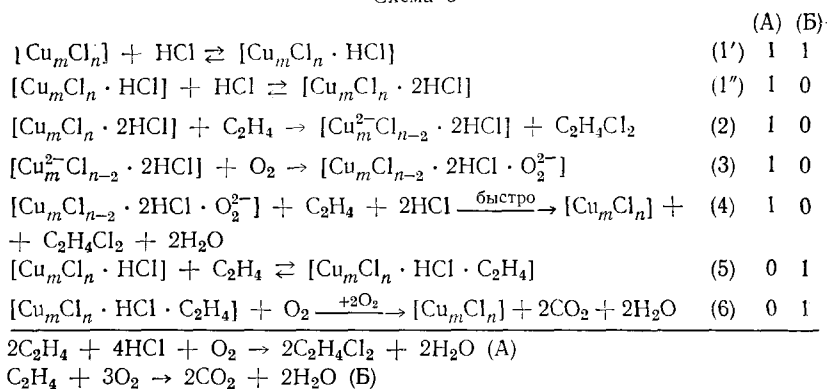 (А) (Б)
[CuₘClₙ] + HCl ⇄ [CuₘClₙ · HCl] (1′) 1 1
[CuₘClₙ · HCl] + HCl ⇄ [CuₘClₙ · 2HCl] (1″) 1 0
[CuₘClₙ · 2HCl] + C₂H₄ → [Cuₘ²⁻Clₙ₋₂ · 2HCl] + C₂H₄Cl₂ (2) 1 0
[Cuₘ²⁻Clₙ₋₂ · 2HCl] + O₂ → [CuₘClₙ₋₂ · 2HCl · O₂²⁻] (3) 1 0
[CuₘClₙ₋₂ · 2HCl · O₂²⁻] + C₂H₄ + 2HCl —быстро→ [CuₘClₙ] + (4) 1 0
+ C₂H₄Cl₂ + 2H₂O
[CuₘClₙ · HCl] + C₂H₄ ⇄ [CuₘClₙ · HCl · C₂H₄] (5) 0 1
[CuₘClₙ · HCl · C₂H₄] + O₂ —+2O₂→ [CuₘClₙ] + 2CO₂ + 2H₂O (6) 0 1
2C₂H₄ + 4HCl + O₂ → 2C₂H₄Cl₂ + 2H₂O (А)
C₂H₄ + 3O₂ → 2CO₂ + 2H₂O (Б)